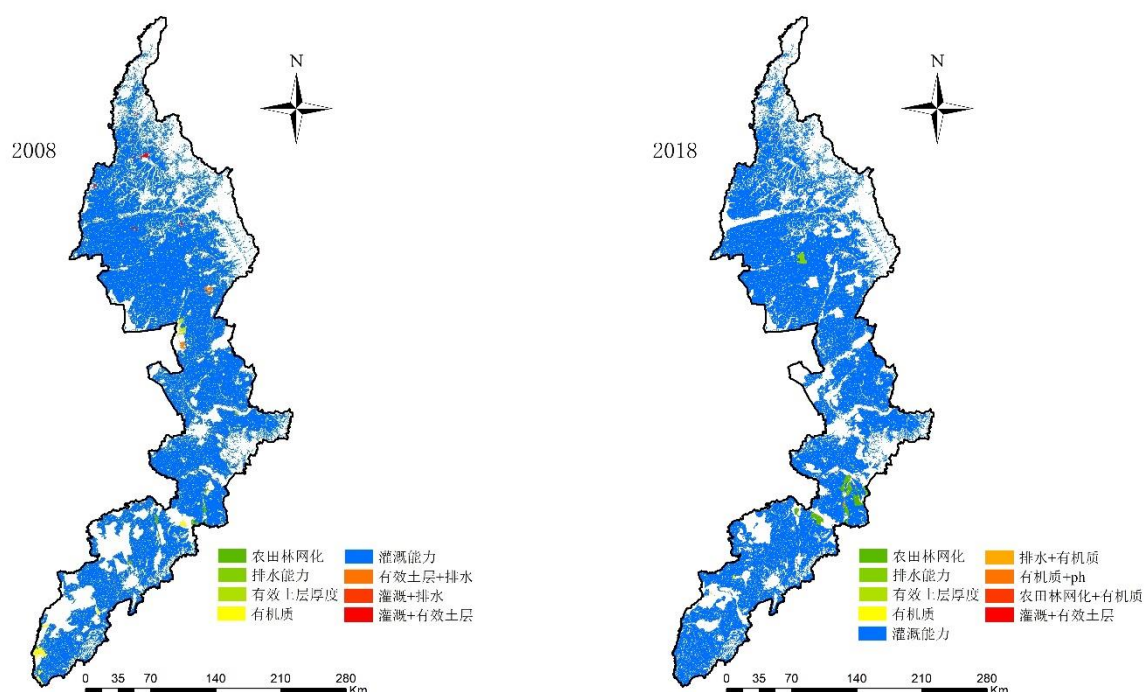 N
2008
农田林网化
排水能力
有效土层厚度
有机质
灌溉能力
有效土层+排水
灌溉+排水
灌溉+有效土层
0 35 70 140 210 280
Km
N
2018
农田林网化
排水能力
有效土层厚度
有机质
灌溉能力
排水+有机质
有机质+ph
农田林网化+有机质
灌溉+有效土层
0 35 70 140 210 280
Km